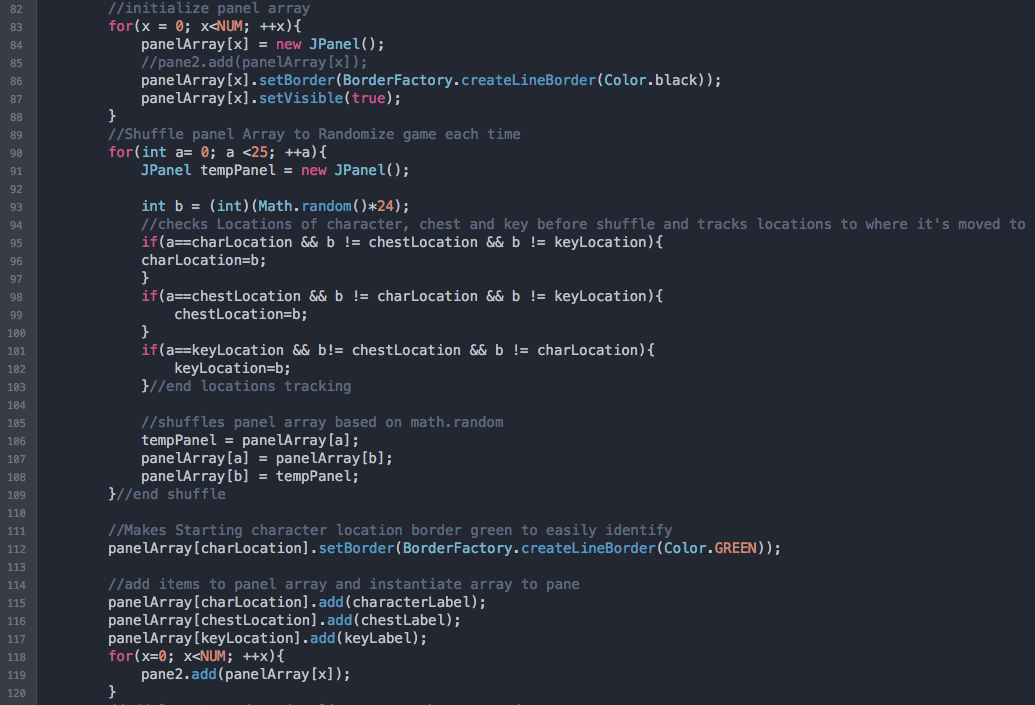 82 //initialize panel array
83 for(x = 0; x<NUM; ++x){
84 panelArray[x] = new JPanel();
85 //pane2.add(panelArray[x]);
86 panelArray[x].setBorder(BorderFactory.createLineBorder(Color.black));
87 panelArray[x].setVisible(true);
88 }
89 //Shuffle panel Array to Randomize game each time
90 for(int a= 0; a <25; ++a){
91 JPanel tempPanel = new JPanel();
92
93 int b = (int)(Math.random()*24);
94 //checks Locations of character, chest and key before shuffle and tracks locations to where it's moved to
95 if(a==charLocation && b != chestLocation && b != keyLocation){
96 charLocation=b;
97 }
98 if(a==chestLocation && b != charLocation && b != keyLocation){
99 chestLocation=b;
100 }
101 if(a==keyLocation && b!= chestLocation && b != charLocation){
102 keyLocation=b;
103 }//end locations tracking
104
105 //shuffles panel array based on math.random
106 tempPanel = panelArray[a];
107 panelArray[a] = panelArray[b];
108 panelArray[b] = tempPanel;
109 }//end shuffle
110
111 //Makes Starting character location border green to easily identify
112 panelArray[charLocation].setBorder(BorderFactory.createLineBorder(Color.GREEN));
113
114 //add items to panel array and instantiate array to pane
115 panelArray[charLocation].add(characterLabel);
116 panelArray[chestLocation].add(chestLabel);
117 panelArray[keyLocation].add(keyLabel);
118 for(x=0; x<NUM; ++x){
119 pane2.add(panelArray[x]);
120 }